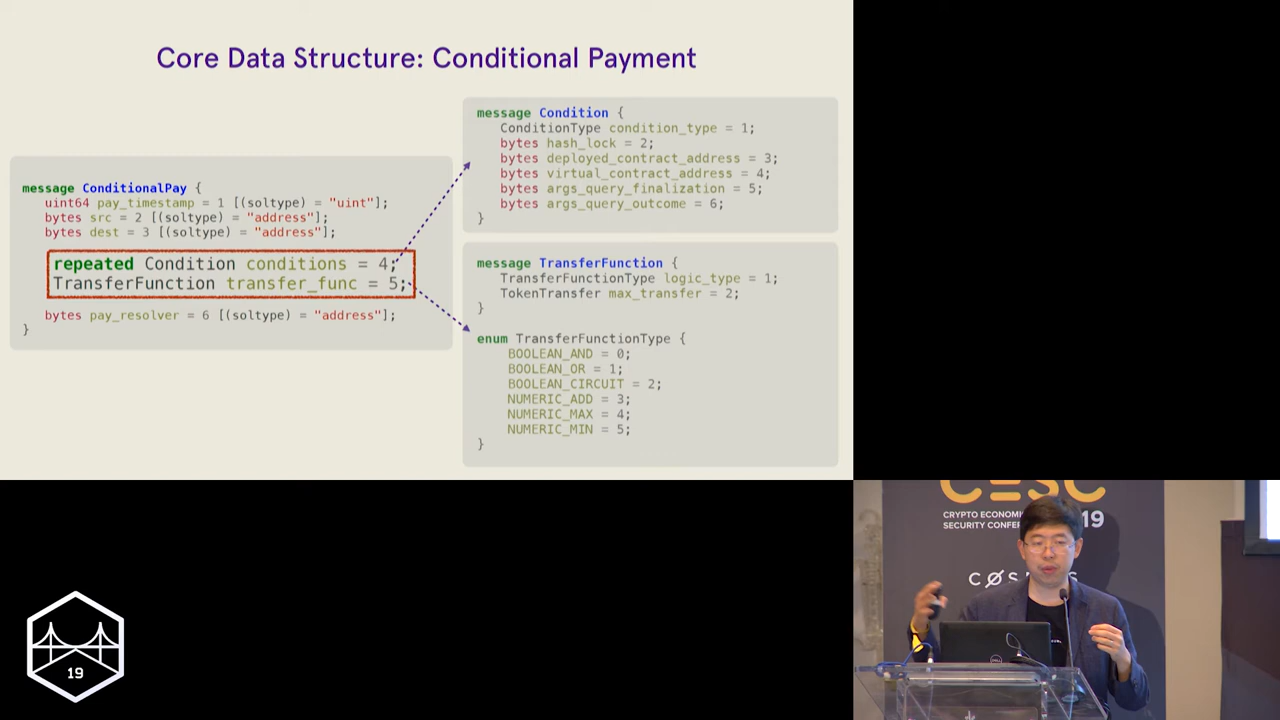 Core Data Structure: Conditional Payment
message ConditionalPay {
uint64 pay_timestamp = 1 [(soltype) = "uint"];
bytes src = 2 [(soltype) = "address"];
bytes dest = 3 [(soltype) = "address"];
repeated Condition conditions = 4;
TransferFunction transfer_func = 5;
bytes pay_resolver = 6 [(soltype) = "address"];
}
message Condition {
ConditionType condition_type = 1;
bytes hash_lock = 2;
bytes deployed_contract_address = 3;
bytes virtual_contract_address = 4;
bytes args_query_finalization = 5;
bytes args_query_outcome = 6;
}
message TransferFunction {
TransferFunctionType logic_type = 1;
TokenTransfer max_transfer = 2;
}
enum TransferFunctionType {
BOOLEAN_AND = 0;
BOOLEAN_OR = 1;
BOOLEAN_CIRCUIT = 2;
NUMERIC_ADD = 3;
NUMERIC_MAX = 4;
NUMERIC_MIN = 5;
}
CESC
CRYPTO ECONOMI
SECURITY CONFE
19
DELL
19